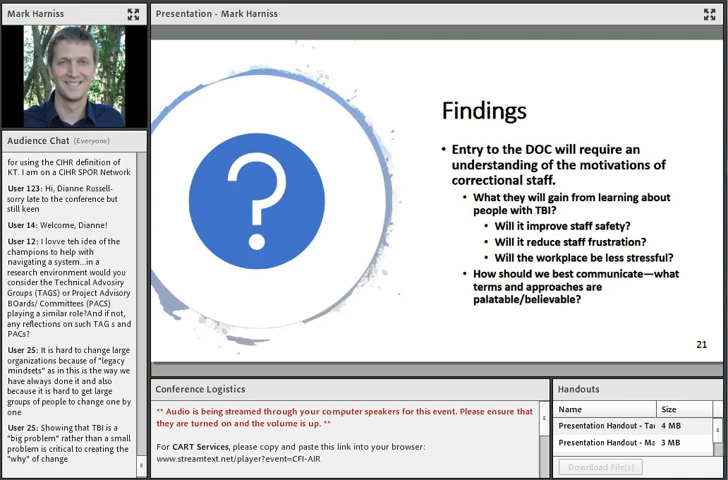 Mark Harniss
Audience Chat (Everyone)
for using the CIHR definition of
KT. I am on a CIHR SPOR Network
User 123: Hi, Dianne Russell-
sorry late to the conference but
still keen
User 14: Welcome, Dianne!
User 12: I lovve teh idea of the
champions to help with
navigating a system...in a
research environment would you
consider the Technical Advosiry
Groups (TAGS) or Project Advisory
BOards/ Committees (PACS)
playing a similar role?And if not,
any reflections on such TAG s and
PACs?
User 25: It is hard to change large
organizations because of "legacy
mindsets" as in this is the way we
have always done it and also
because it is hard to get large
groups of people to change one by
one
User 25: Showing that TBI is a
"big problem" rather than a small
problem is critical to creating the
"why" of change
Presentation - Mark Harniss
?
Findings
• Entry to the DOC will require an
understanding of the motivations of
correctional staff.
• What they will gain from learning about
people with TBI?
• Will it improve staff safety?
• Will it reduce staff frustration?
• Will the workplace be less stressful?
• How should we best communicate—what
terms and approaches are
palatable/believable?
21
Conference Logistics
** Audio is being streamed through your computer speakers for this event. Please ensure that
they are turned on and the volume is up. **
For CART Services, please copy and paste this link into your browser:
www.streamtext.net/player?event=CFI-AIR
Handouts
Name Size
Presentation Handout - Tai 4 MB
Presentation Handout - Ma 3 MB
Download File(s)